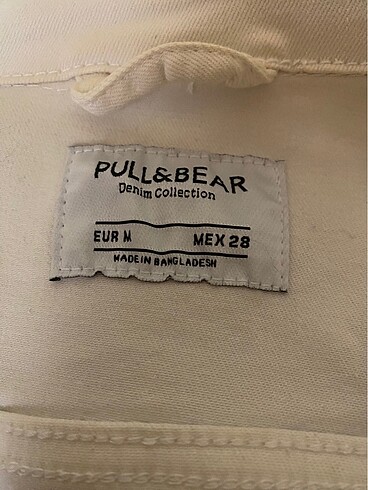 PULL&BEAR
Denim Collection
EUR M MEX 28
MADE IN BANGLADESH